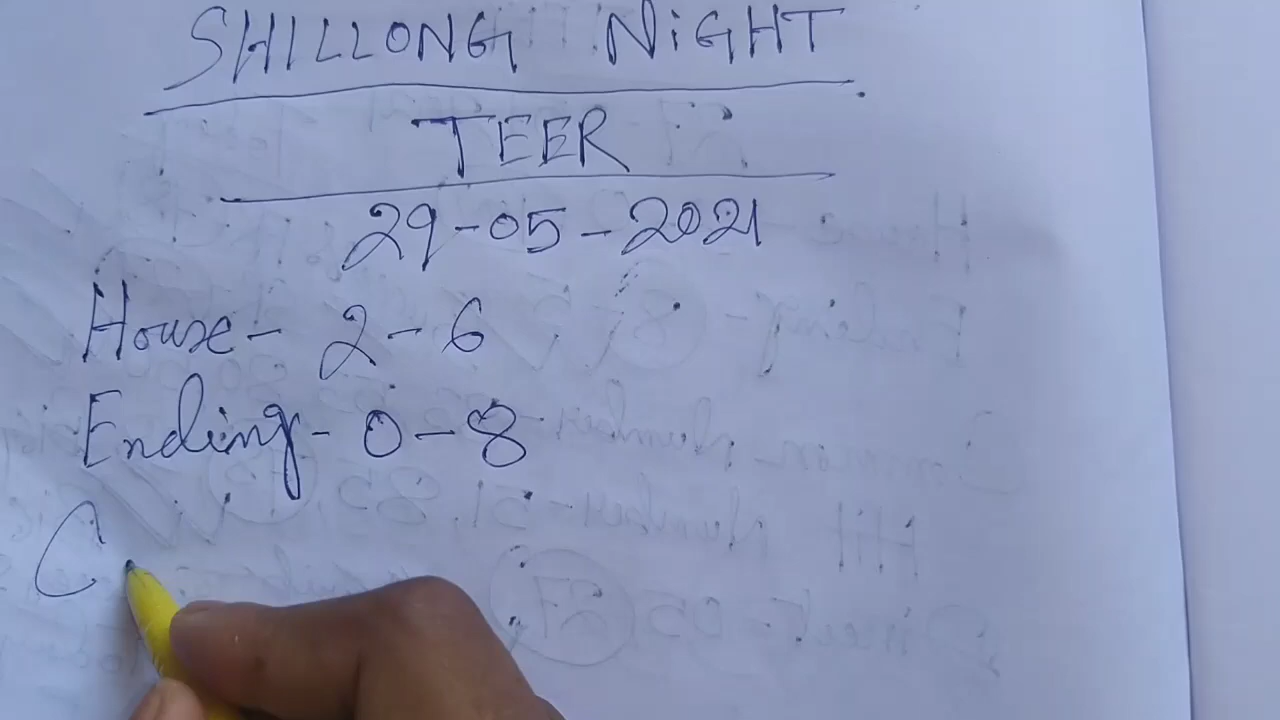 SHILLONG NiGHT
TEER
29-05-2021
House- 2-6
Ending- 0-8
C